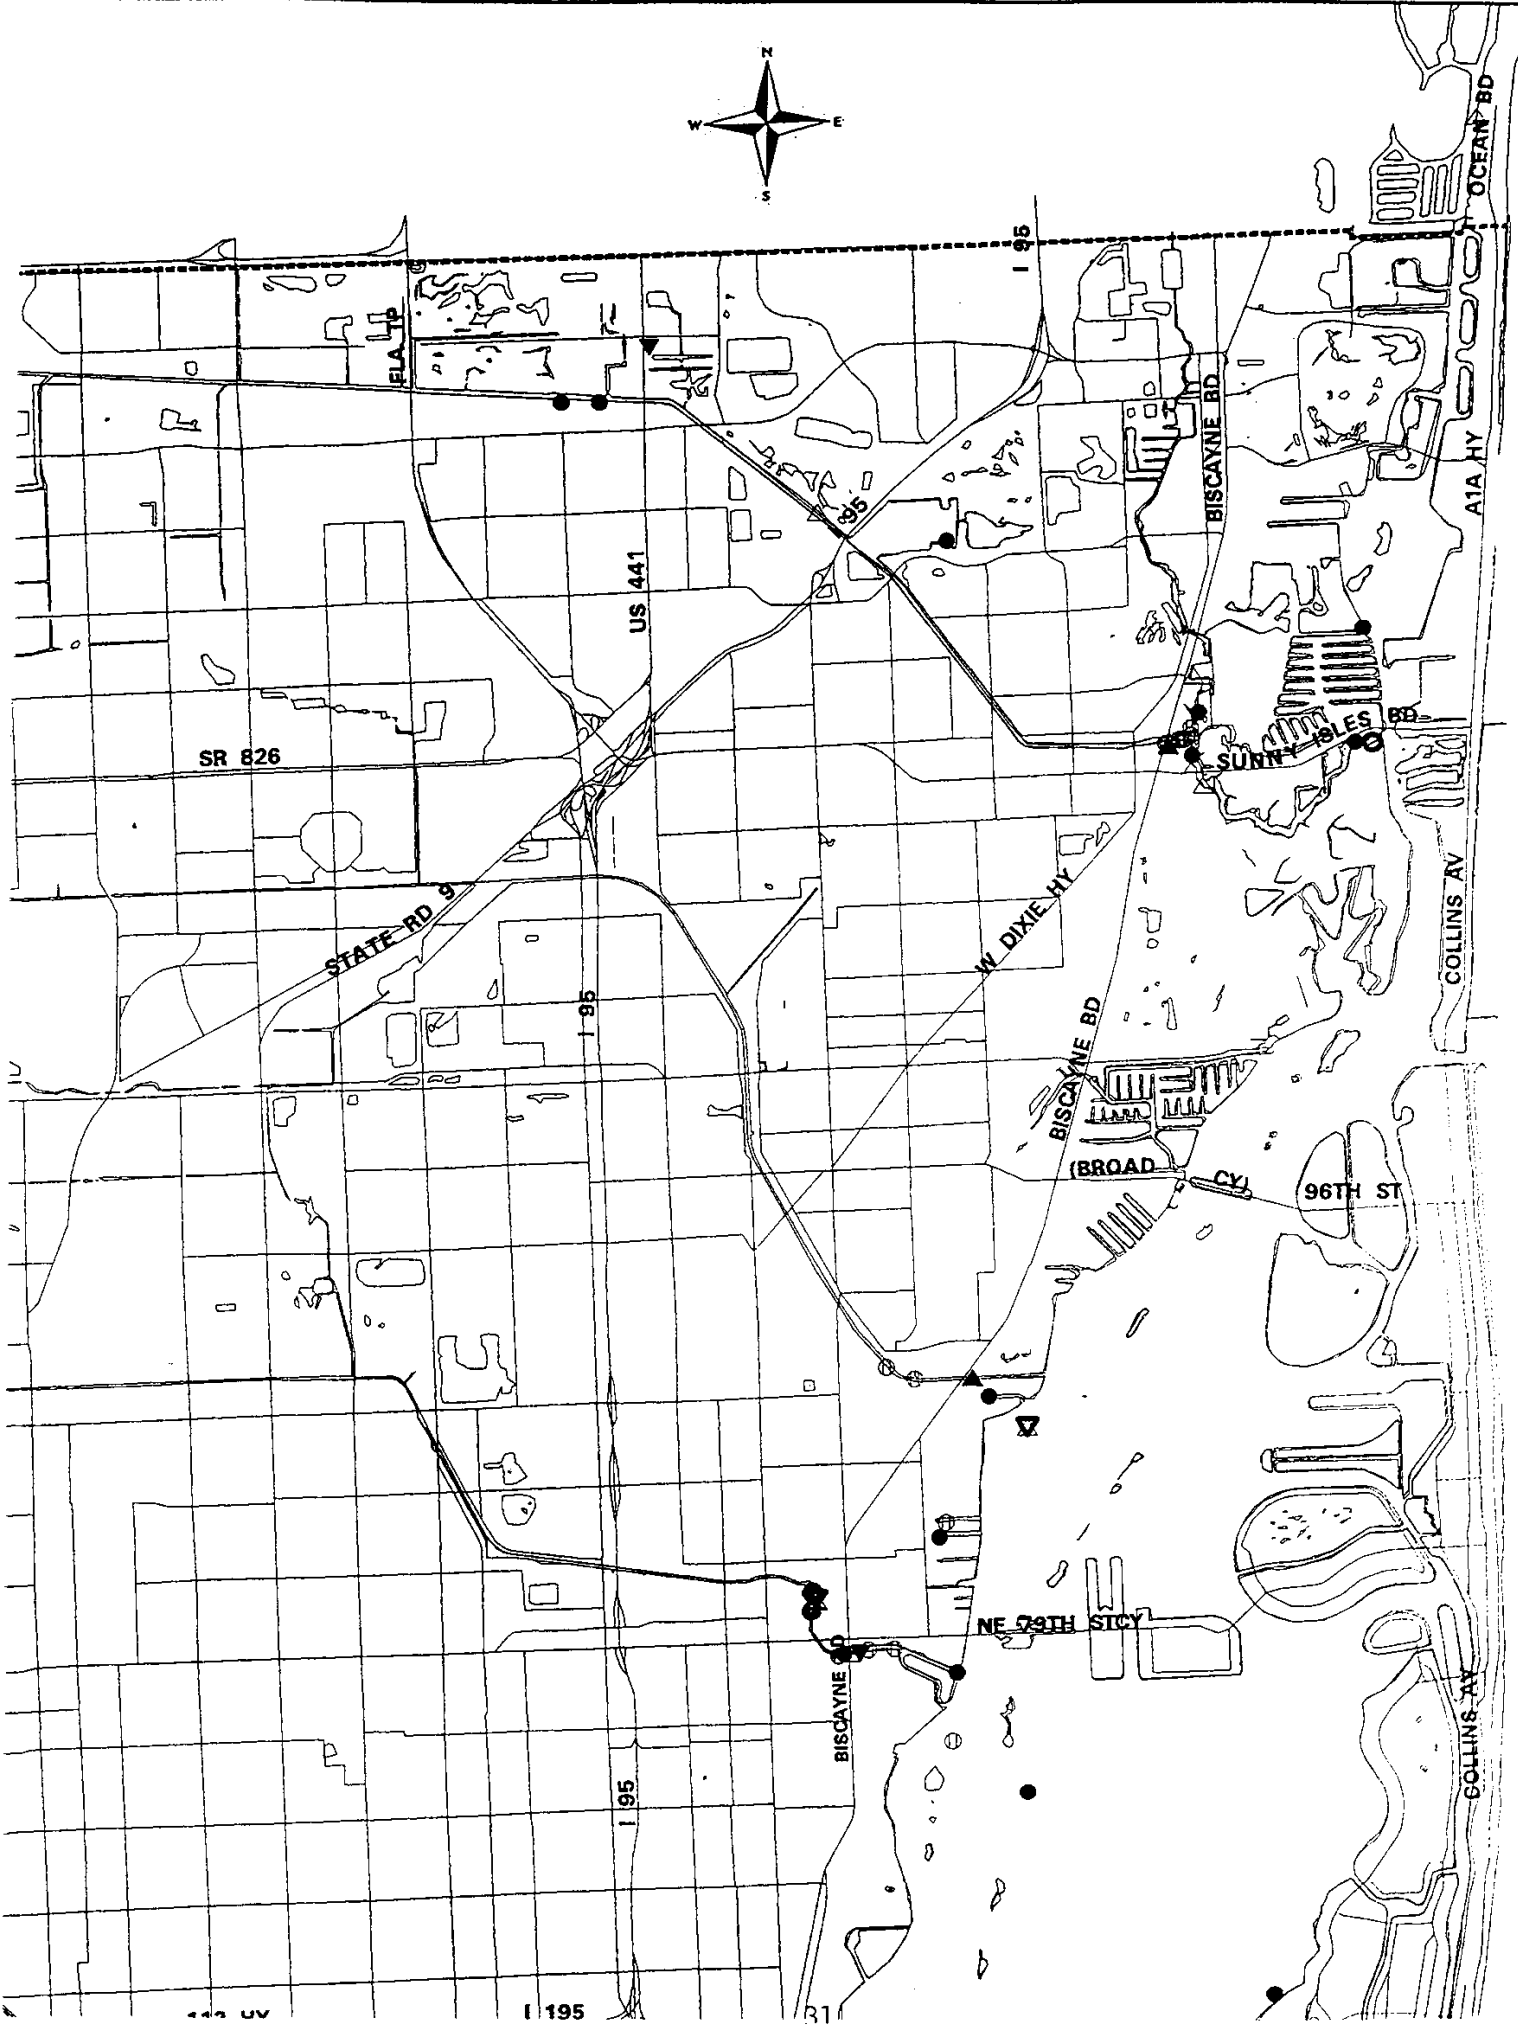 N
W E
S
OCEAN BD
I 95
FLA TP
BISCAYNE BD
A1A HY
95
US 441
SR 826
SUNNY ISLES BD
STATE RD 9
W DIXIE HY
COLLINS AV
I 95
BISCAYNE BD
(BROAD CY)
96TH ST
NE 79TH STCY
BISCAYNE
COLLINS AV
I 95
I 195
31